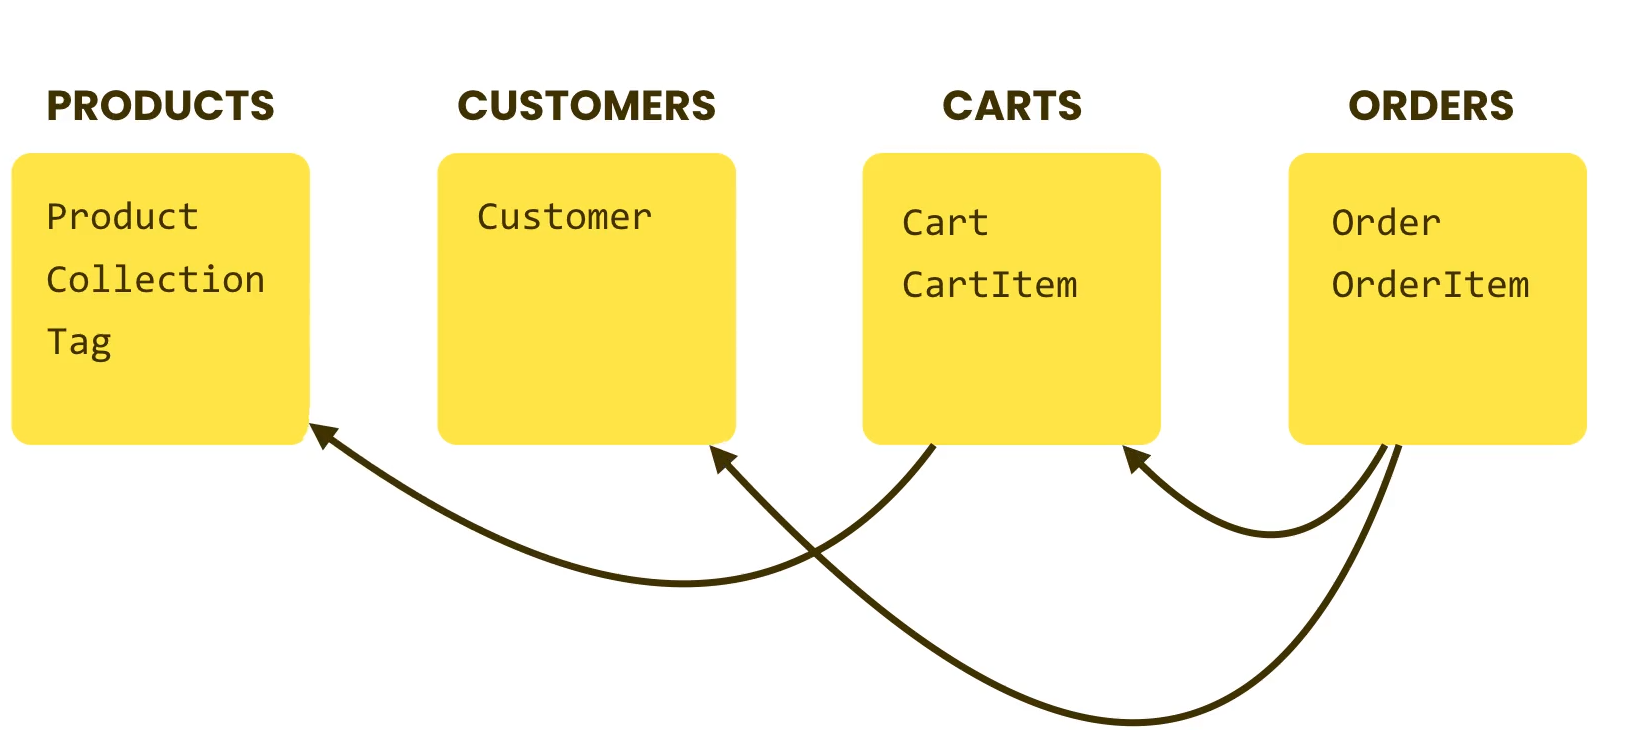 PRODUCTS
Product
Collection
Tag
CUSTOMERS
Customer
CARTS
Cart
CartItem
ORDERS
Order
OrderItem